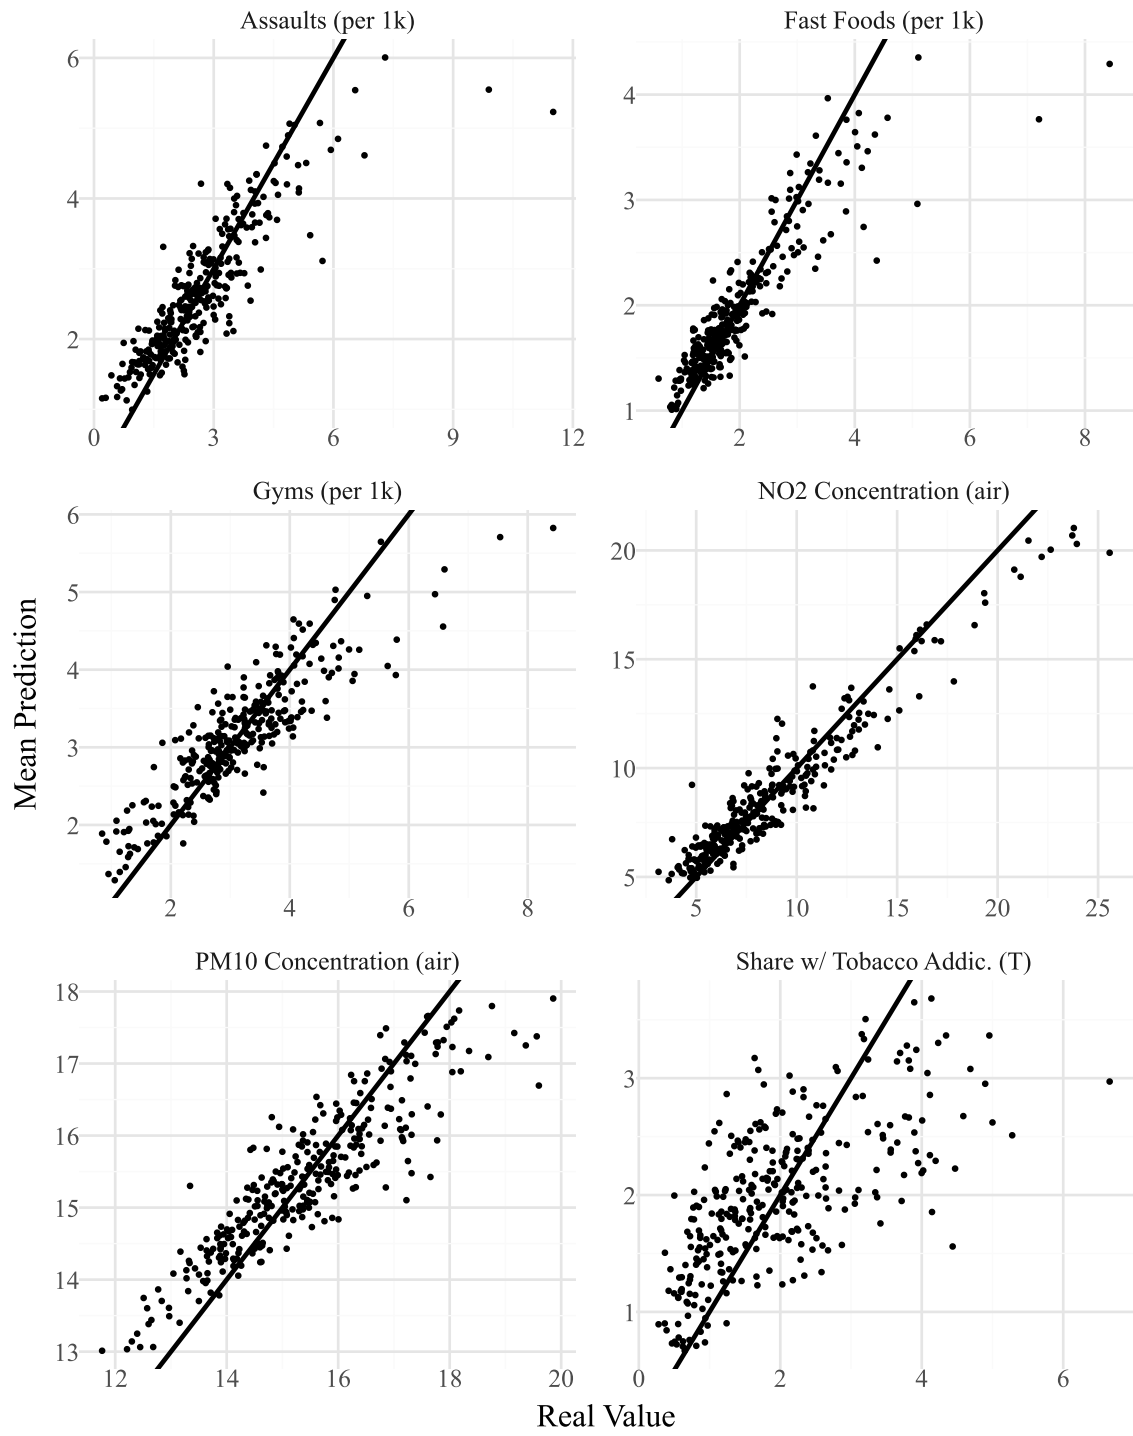 Assaults (per 1k)
Fast Foods (per 1k)
6
4
2
0 3 6 9 12
4
3
2
1
2 4 6 8
Gyms (per 1k)
NO2 Concentration (air)
6
5
4
3
2
2 4 6 8
20
15
10
5
5 10 15 20 25
Mean Prediction
PM10 Concentration (air)
Share w/ Tobacco Addic. (T)
18
17
16
15
14
13
12 14 16 18 20
3
2
1
0 2 4 6
Real Value